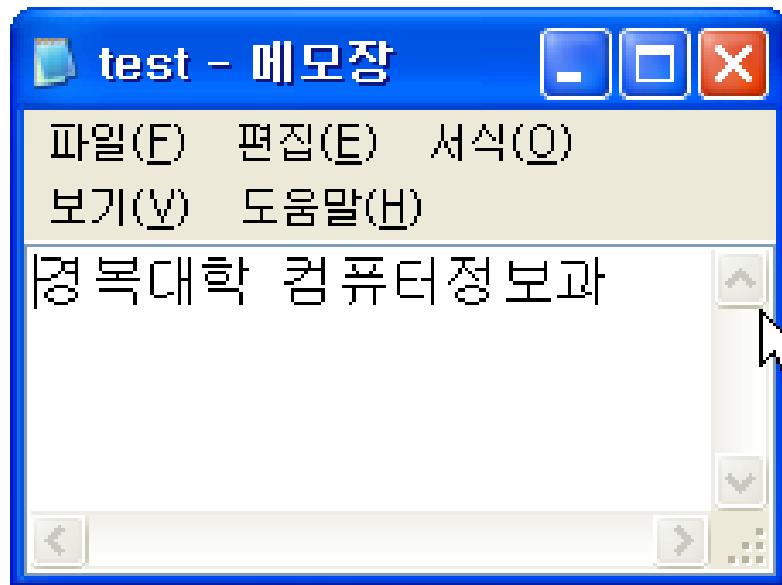 test - 메모장
파일(F) 편집(E) 서식(O)
보기(V) 도움말(H)
경복대학 컴퓨터정보과